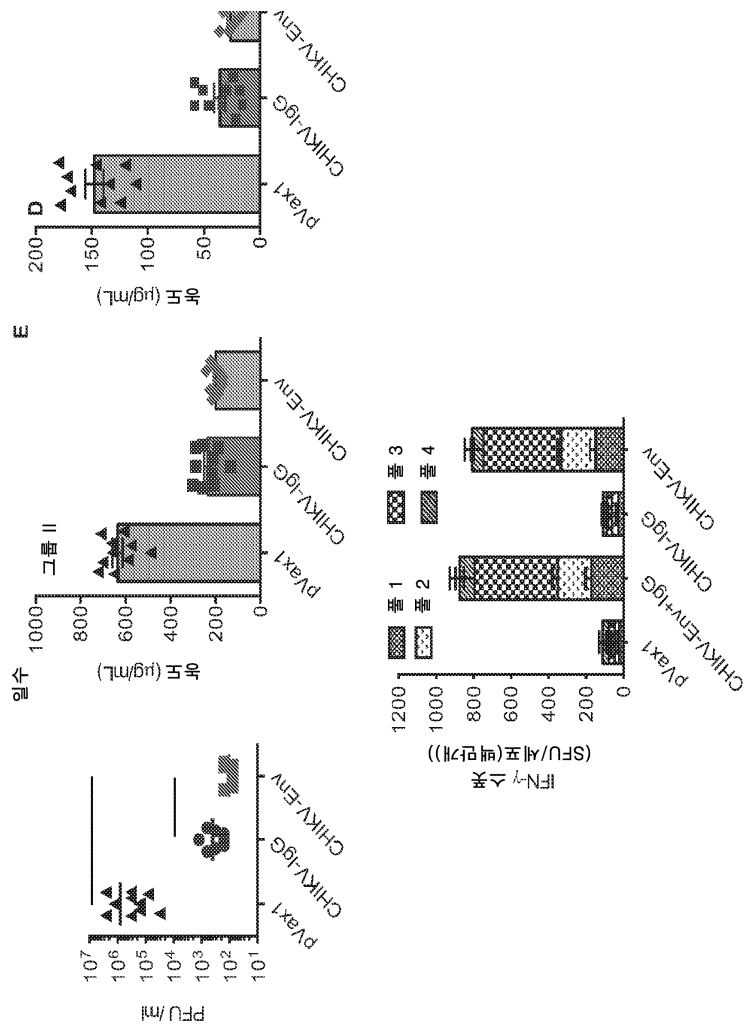 일수
PFU/ml
10⁷
10⁶
10⁵
10⁴
10³
10²
10¹
pVax1
CHIKV-IgG
CHIKV-Env
그룹 II
농도 (µg/mL)
1000
800
600
400
200
0
pVax1
CHIKV-IgG
CHIKV-Env
E
D
농도 (µg/mL)
200
150
100
50
0
pVax1
CHIKV-IgG
CHIKV-Env
IFN-γ 스폿
(SFU/세포(백만개))
1200
1000
800
600
400
200
0
풀 1
풀 2
풀 3
풀 4
pVax1
CHIKV-Env+IgG
CHIKV-IgG
CHIKV-Env